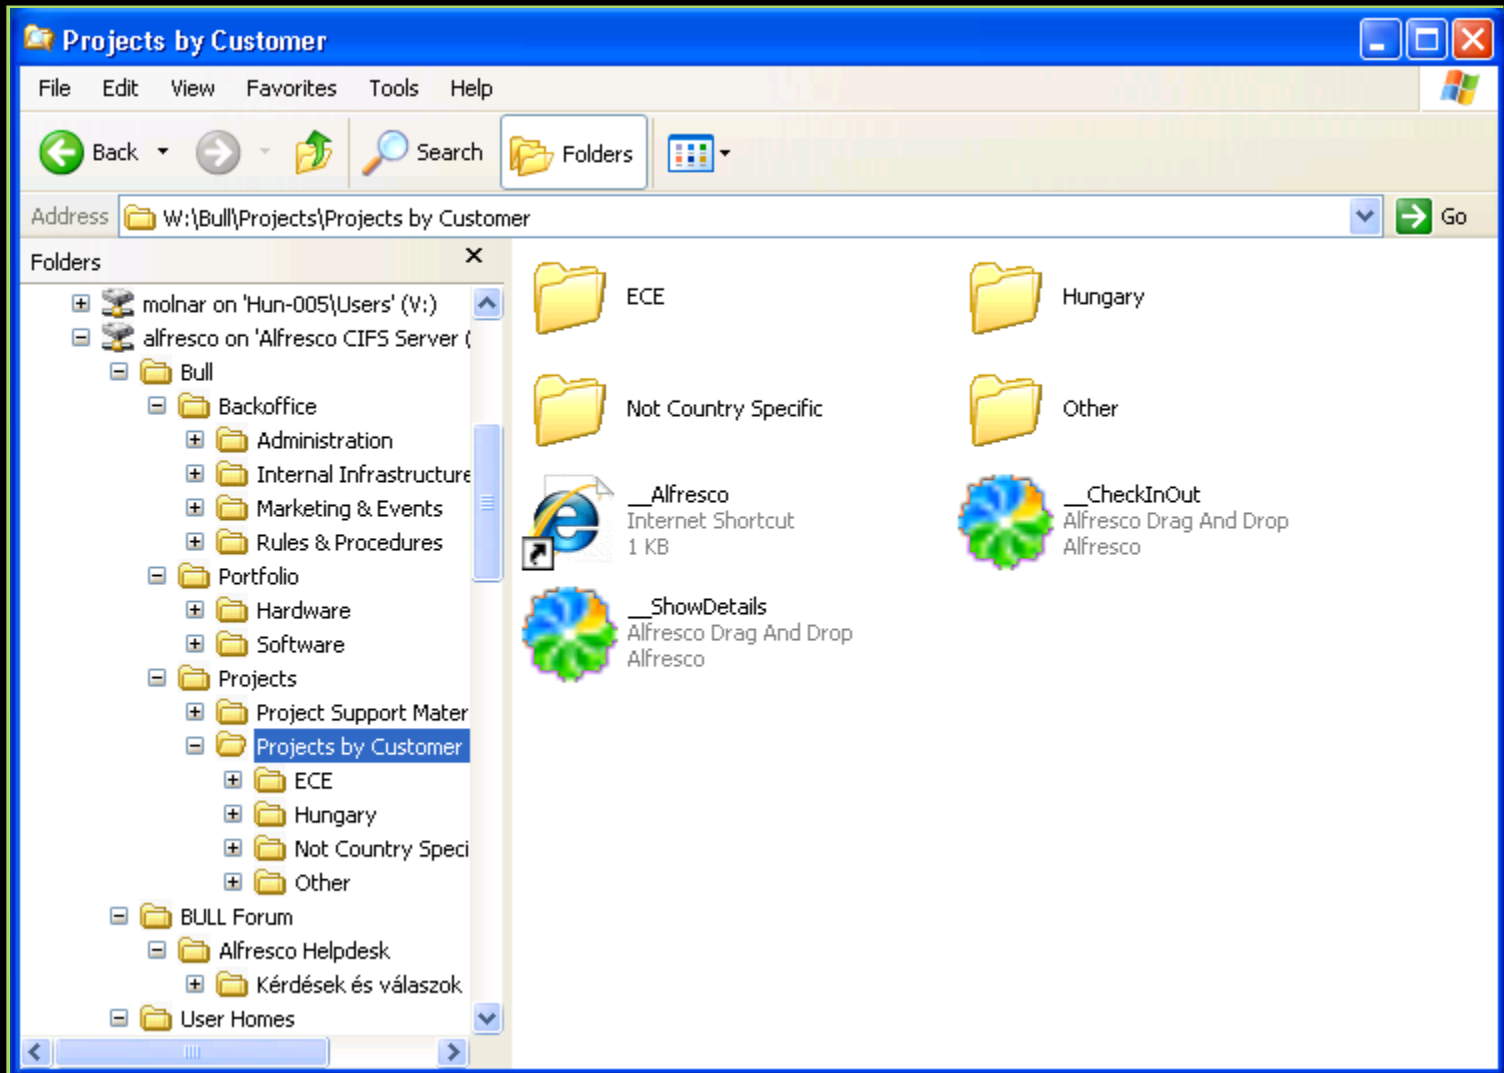 Projects by Customer
File Edit View Favorites Tools Help
Back Search Folders
Address W:\Bull\Projects\Projects by Customer Go
Folders
molnar on 'Hun-005\Users' (V:)
alfresco on 'Alfresco CIFS Server (
Bull
Backoffice
Administration
Internal Infrastructure
Marketing & Events
Rules & Procedures
Portfolio
Hardware
Software
Projects
Project Support Mater
Projects by Customer
ECE
Hungary
Not Country Speci
Other
BULL Forum
Alfresco Helpdesk
Kérdések és válaszok
User Homes
ECE
Hungary
Not Country Specific
Other
__Alfresco
Internet Shortcut
1 KB
__CheckInOut
Alfresco Drag And Drop
Alfresco
__ShowDetails
Alfresco Drag And Drop
Alfresco